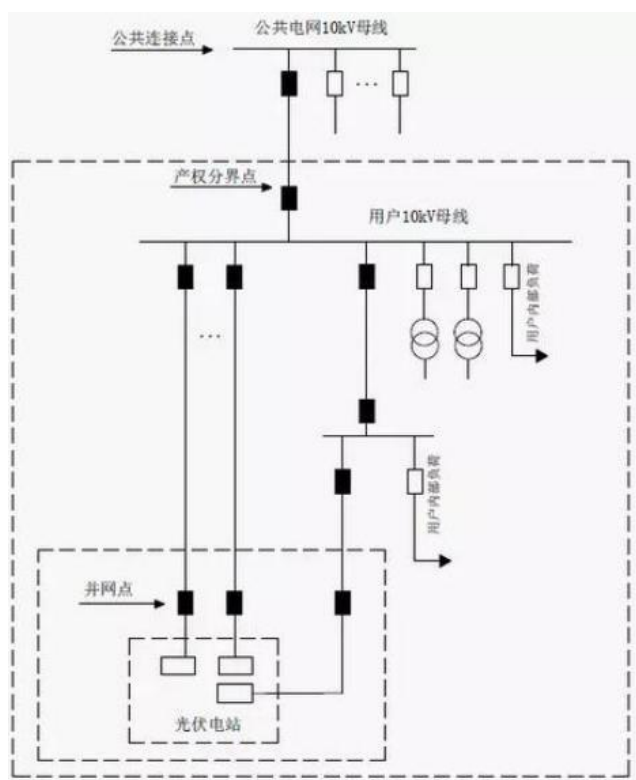 公共电网10kV母线
公共连接点
产权分界点
用户10kV母线
用户内部负荷
用户内部负荷
并网点
光伏电站